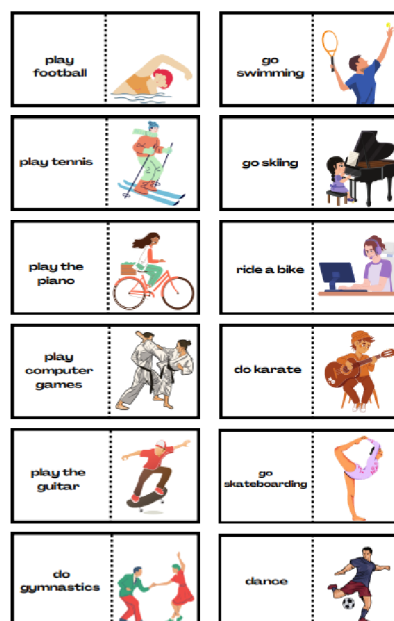 play
football
go
swimming
play tennis
go skiing
play the
piano
ride a bike
play
computer
games
do karate
play the
guitar
go
skateboarding
do
gymnastics
dance